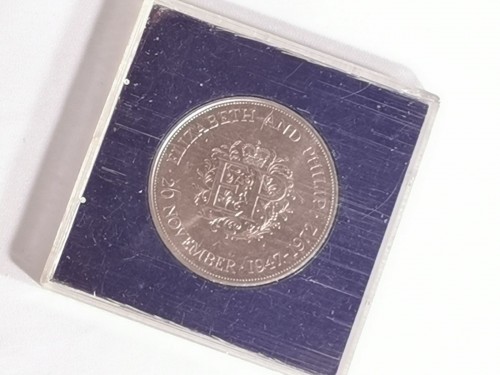 ELIZABETH AND PHILIP
20 NOVEMBER · 1947-1972